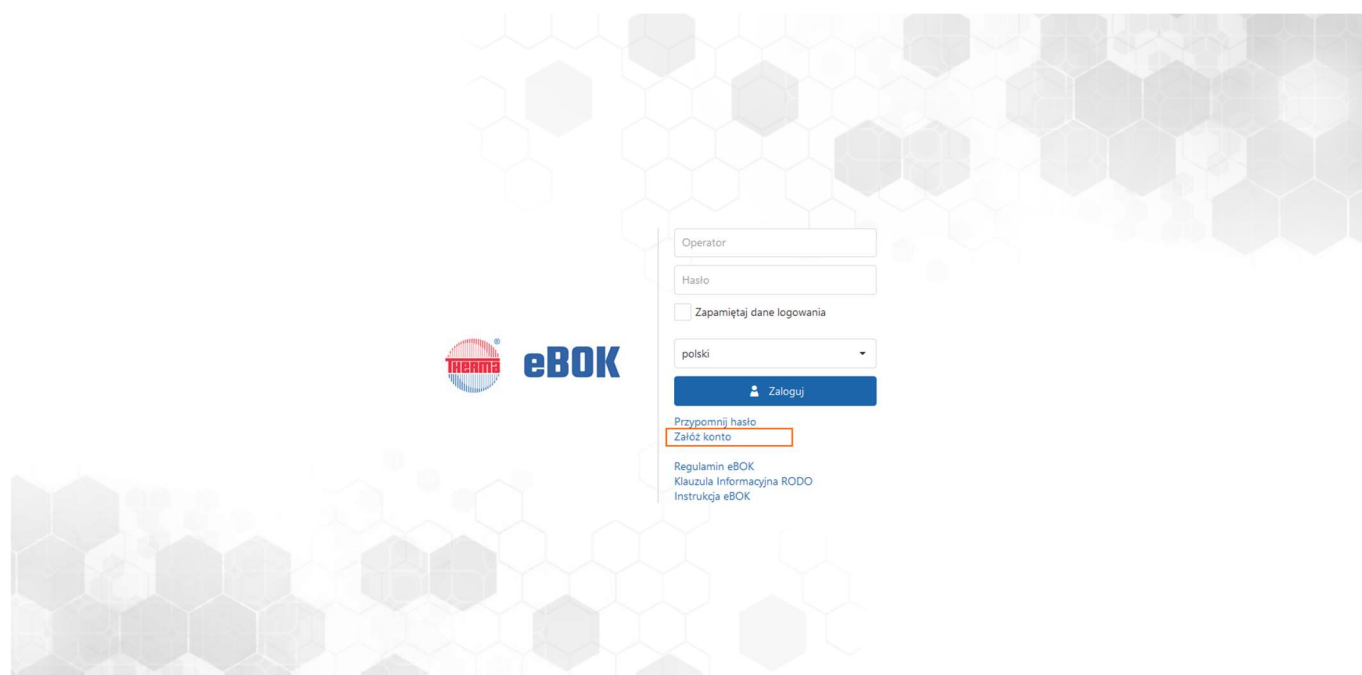 Operator
Hasło
Zapamiętaj dane logowania
THERMA ® eBOK
polski
Zaloguj
Przypomnij hasło
Załóż konto
Regulamin eBOK
Klauzula Informacyjna RODO
Instrukcja eBOK